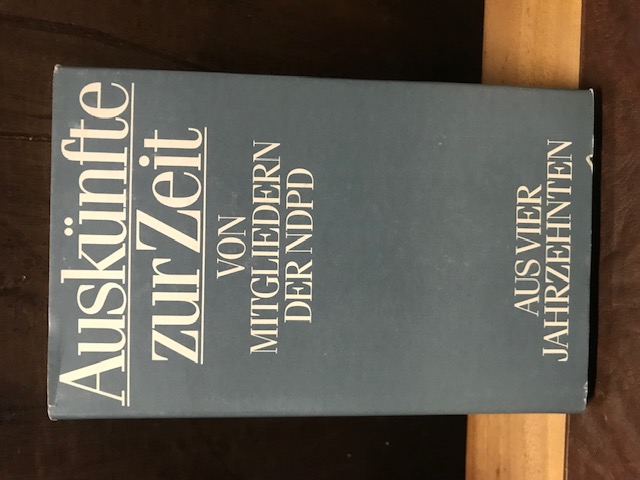 Auskünfte
zur Zeit
VON
MITGLIEDERN
DER NDPD
AUS VIER
JAHRZEHNTEN